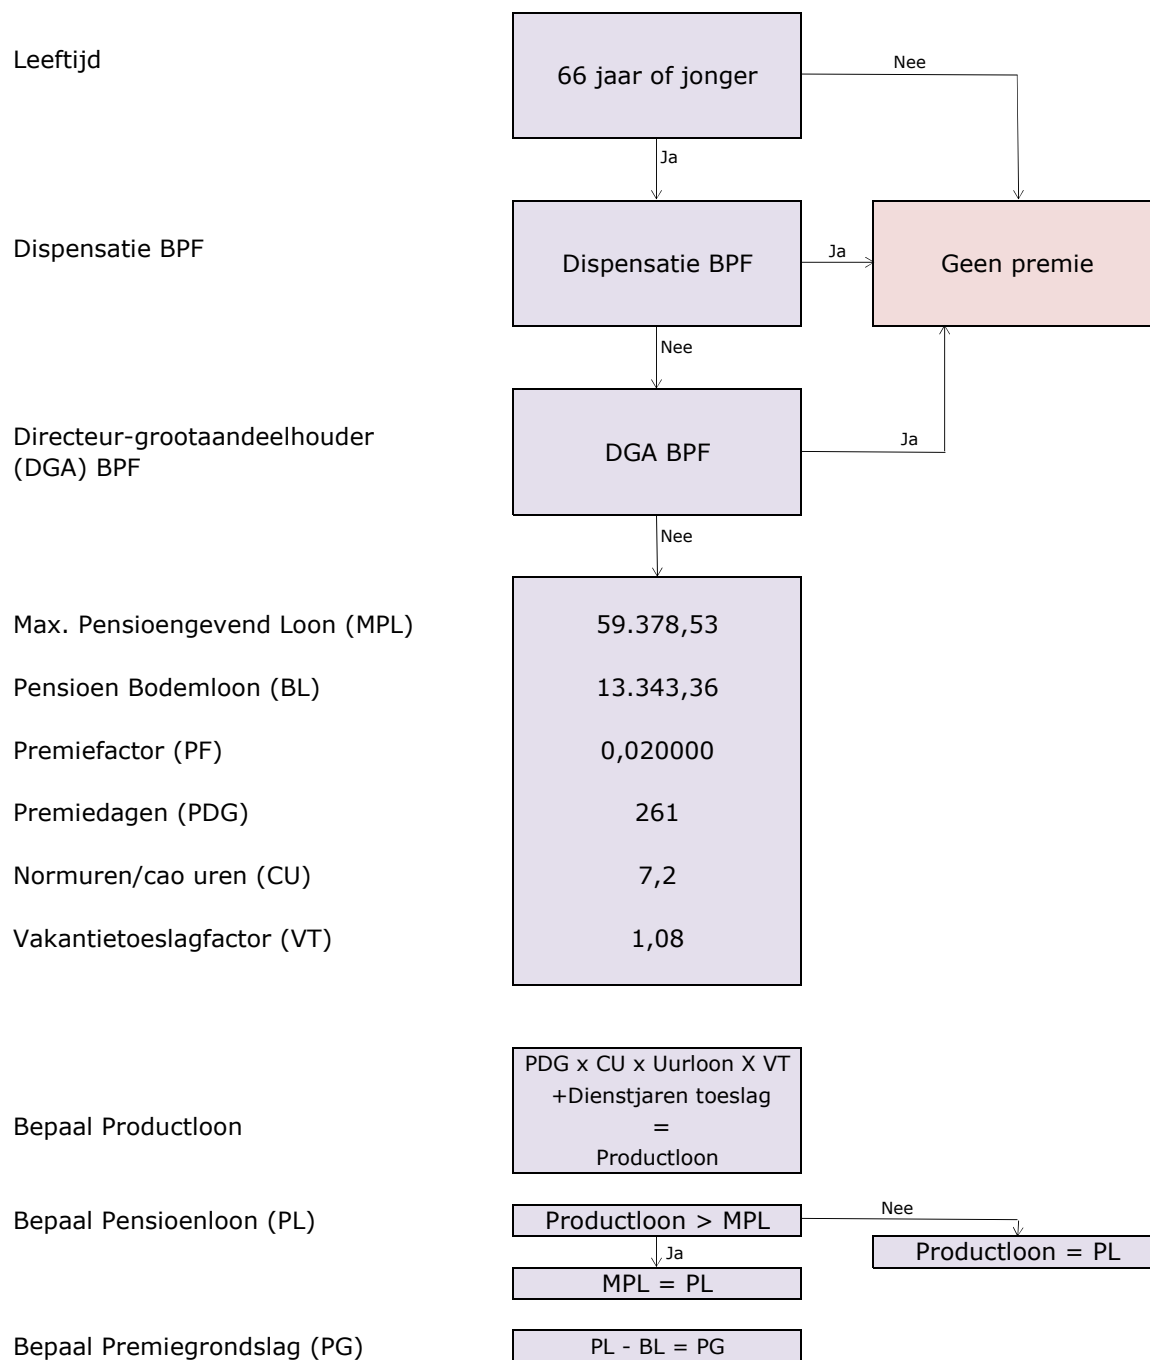 Leeftijd
66 jaar of jonger
Nee
Ja
Dispensatie BPF
Dispensatie BPF
Ja
Geen premie
Nee
Directeur-grootaandeelhouder
(DGA) BPF
DGA BPF
Ja
Nee
Max. Pensioengevend Loon (MPL)
59.378,53
Pensioen Bodemloon (BL)
13.343,36
Premiefactor (PF)
0,020000
Premiedagen (PDG)
261
Normuren/cao uren (CU)
7,2
Vakantietoeslagfactor (VT)
1,08
Bepaal Productloon
PDG x CU x Uurloon X VT
+Dienstjaren toeslag
=
Productloon
Bepaal Pensioenloon (PL)
Productloon > MPL
Nee
Productloon = PL
Ja
MPL = PL
Bepaal Premiegrondslag (PG)
PL - BL = PG